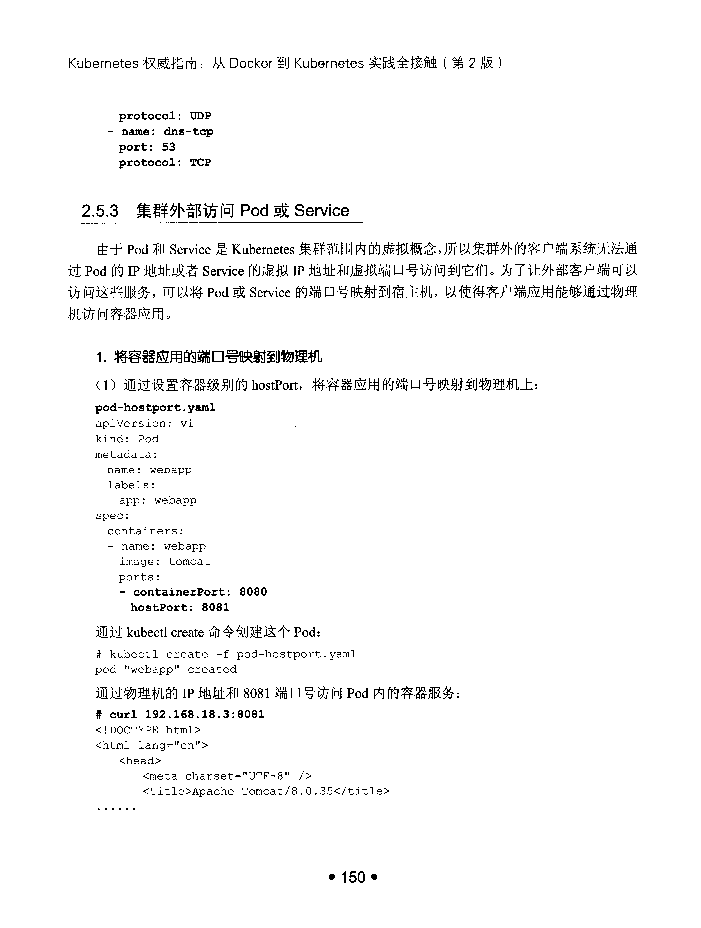 Kubernetes 权威指南：从 Docker 到 Kubernetes 实践全接触（第 2 版）
protocol: UDP
- name: dns-tcp
port: 53
protocol: TCP
2.5.3 集群外部访问 Pod 或 Service
由于 Pod 和 Service 是 Kubernetes 集群范围内的虚拟概念，所以集群外的客户端系统无法通
过 Pod 的 IP 地址或者 Service 的虚拟 IP 地址和虚拟端口号访问到它们。为了让外部客户端可以
访问这些服务，可以将 Pod 或 Service 的端口号映射到宿主机，以使得客户端应用能够通过物理
机访问容器应用。
1. 将容器应用的端口号映射到物理机
（1）通过设置容器级别的 hostPort，将容器应用的端口号映射到物理机上：
pod-hostport.yaml
apiVersion: v1
kind: Pod
metadata:
name: webapp
labels:
app: webapp
spec:
containers:
- name: webapp
image: tomcat
ports:
- containerPort: 8080
hostPort: 8081
通过 kubectl create 命令创建这个 Pod：
# kubectl create -f pod-hostport.yaml
pod "webapp" created
通过物理机的 IP 地址和 8081 端口号访问 Pod 内的容器服务：
# curl 192.168.18.3:8081
<!DOCTYPE html>
<html lang="en">
<head>
<meta charset="UTF-8" />
<title>Apache Tomcat/8.0.35</title>
......
• 150 •